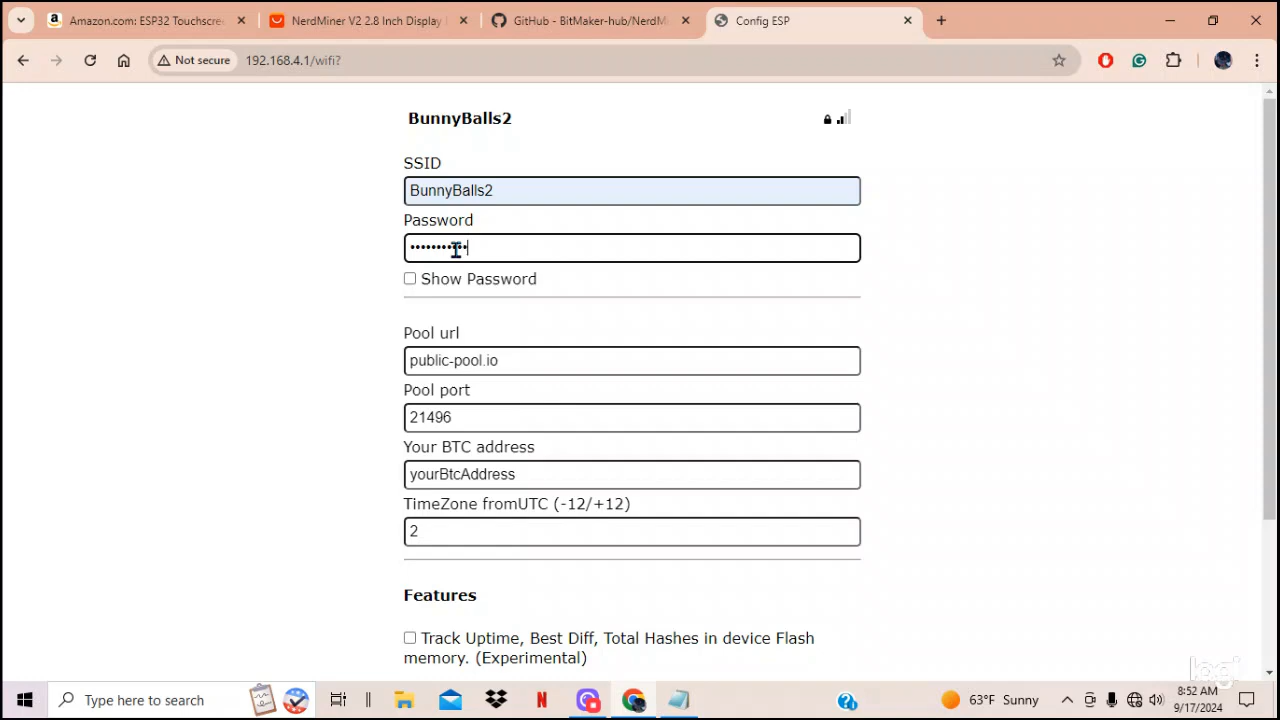 Amazon.com: ESP32 Touchscree
NerdMiner V2 2.8 Inch Display
GitHub - BitMaker-hub/NerdMi
Config ESP
Not secure
192.168.4.1/wifi?
BunnyBalls2
SSID
BunnyBalls2
Password
•••••••••••
Show Password
Pool url
public-pool.io
Pool port
21496
Your BTC address
yourBtcAddress
TimeZone fromUTC (-12/+12)
2
Features
Track Uptime, Best Diff, Total Hashes in device Flash
memory. (Experimental)
logi
Type here to search
63°F Sunny
8:52 AM
9/17/2024